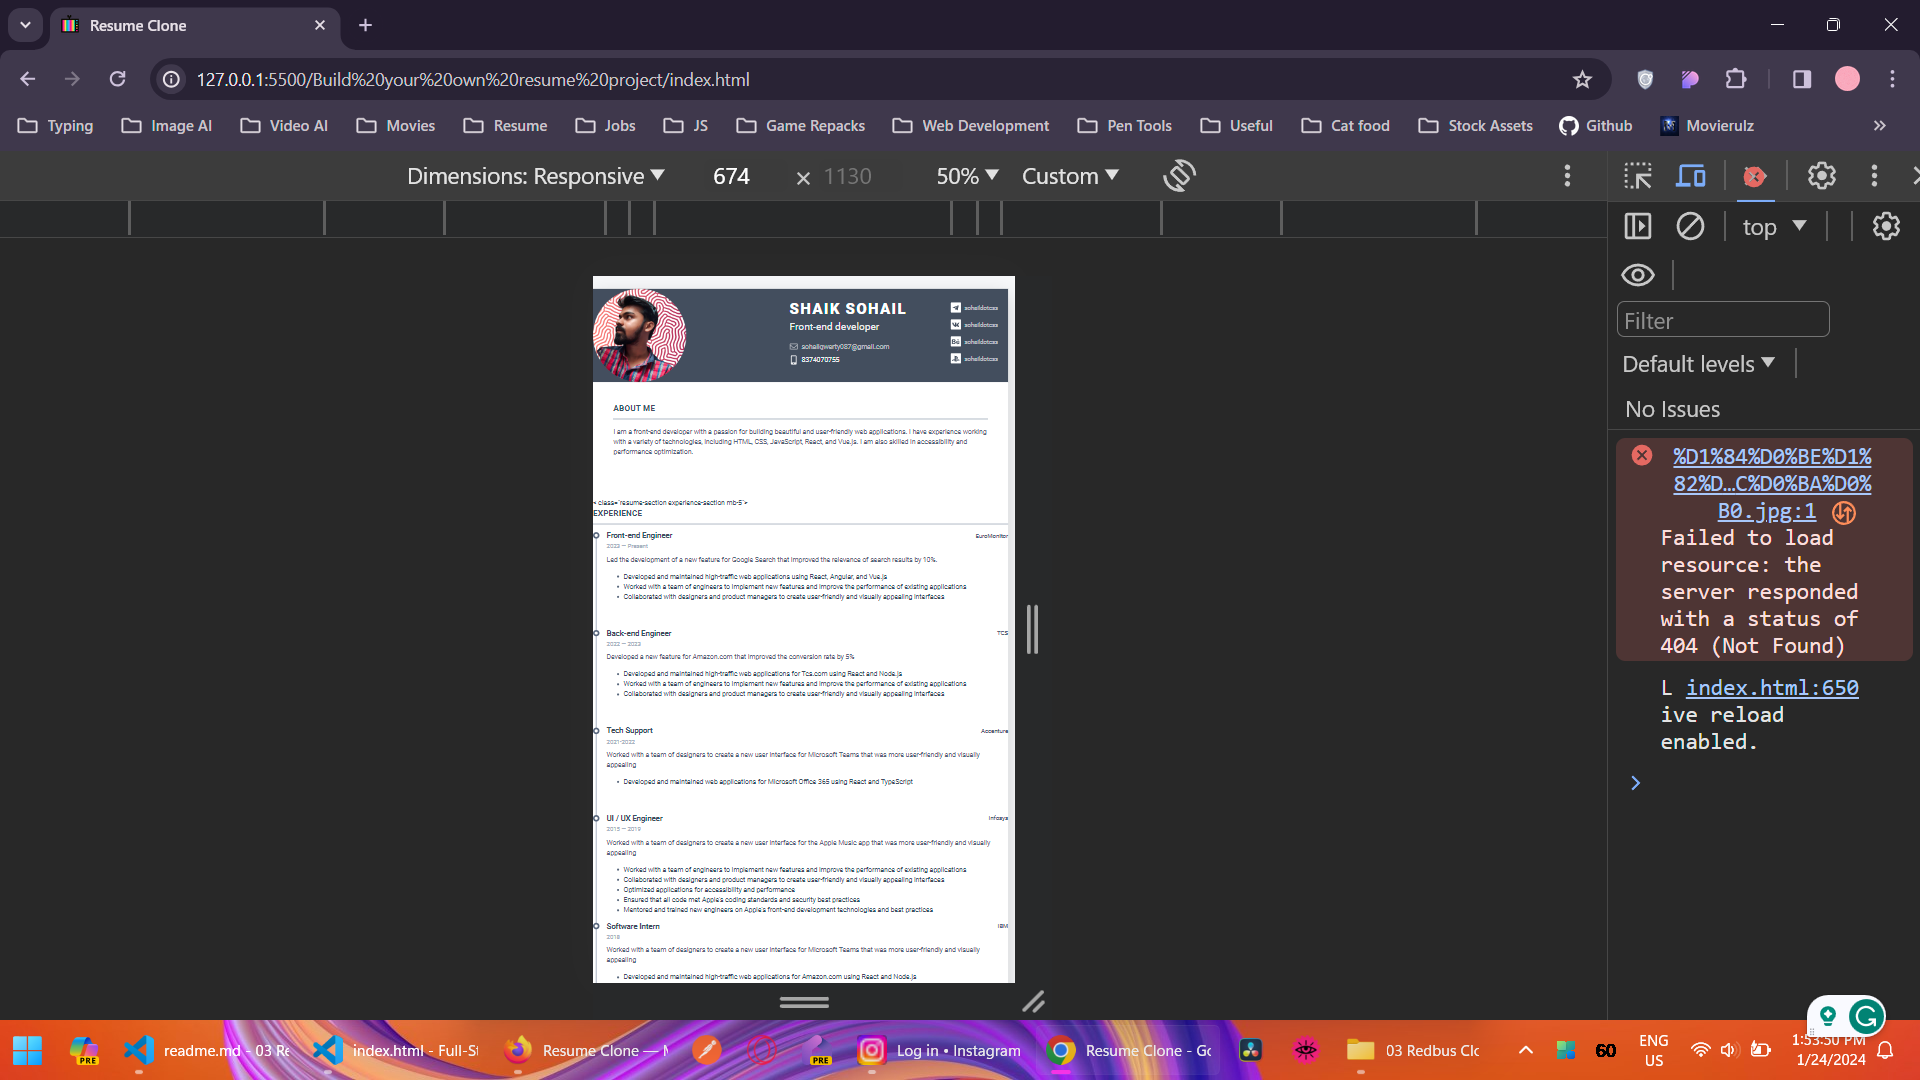 Resume Clone
127.0.0.1:5500/Build%20your%20own%20resume%20project/index.html
Typing Image AI Video AI Movies Resume Jobs JS Game Repacks Web Development Pen Tools Useful Cat food Stock Assets Github Movierulz
Dimensions: Responsive 674 × 1130 50% Custom
top
Filter
Default levels
No Issues
%D1%84%D0%BE%D1%
82%D…C%D0%BA%D0%
B0.jpg:1
Failed to load
resource: the
server responded
with a status of
404 (Not Found)
L index.html:650
ive reload
enabled.
SHAIK SOHAIL
Front-end developer
sohailqwerty087@gmail.com
8374070755
soheildotcss
soheildotcss
soheildotcss
soheildotcss
ABOUT ME
I am a front-end developer with a passion for building beautiful and user-friendly web applications. I have experience working
with a variety of technologies, including HTML, CSS, JavaScript, React, and Vue.js. I am also skilled in accessibility and
performance optimization.
< class="resume-section experience-section mb-5">
EXPERIENCE
Front-end Engineer EuroMonitor
2023 — Present
Led the development of a new feature for Google Search that improved the relevance of search results by 10%.
Developed and maintained high-traffic web applications using React, Angular, and Vue.js
Worked with a team of engineers to implement new features and improve the performance of existing applications
Collaborated with designers and product managers to create user-friendly and visually appealing interfaces
Back-end Engineer TCS
2022 — 2023
Developed a new feature for Amazon.com that improved the conversion rate by 5%
Developed and maintained high-traffic web applications for Tcs.com using React and Node.js
Worked with a team of engineers to implement new features and improve the performance of existing applications
Collaborated with designers and product managers to create user-friendly and visually appealing interfaces
Tech Support Accenture
2021-2022
Worked with a team of designers to create a new user interface for Microsoft Teams that was more user-friendly and visually
appealing
Developed and maintained web applications for Microsoft Office 365 using React and TypeScript
UI / UX Engineer Infosys
2015 — 2019
Worked with a team of designers to create a new user interface for the Apple Music app that was more user-friendly and visually
appealing
Worked with a team of engineers to implement new features and improve the performance of existing applications
Collaborated with designers and product managers to create user-friendly and visually appealing interfaces
Optimized applications for accessibility and performance
Ensured that all code met Apple's coding standards and security best practices
Mentored and trained new engineers on Apple's front-end development technologies and best practices
Software Intern IBM
2018
Worked with a team of designers to create a new user interface for Microsoft Teams that was more user-friendly and visually
appealing
Developed and maintained high-traffic web applications for Amazon.com using React and Node.js
PRE readme.md - 03 Re index.html - Full-St Resume Clone — M PRE Log in • Instagram Resume Clone - Go 03 Redbus Clo
60
ENG
US
1:53:50 PM
1/24/2024